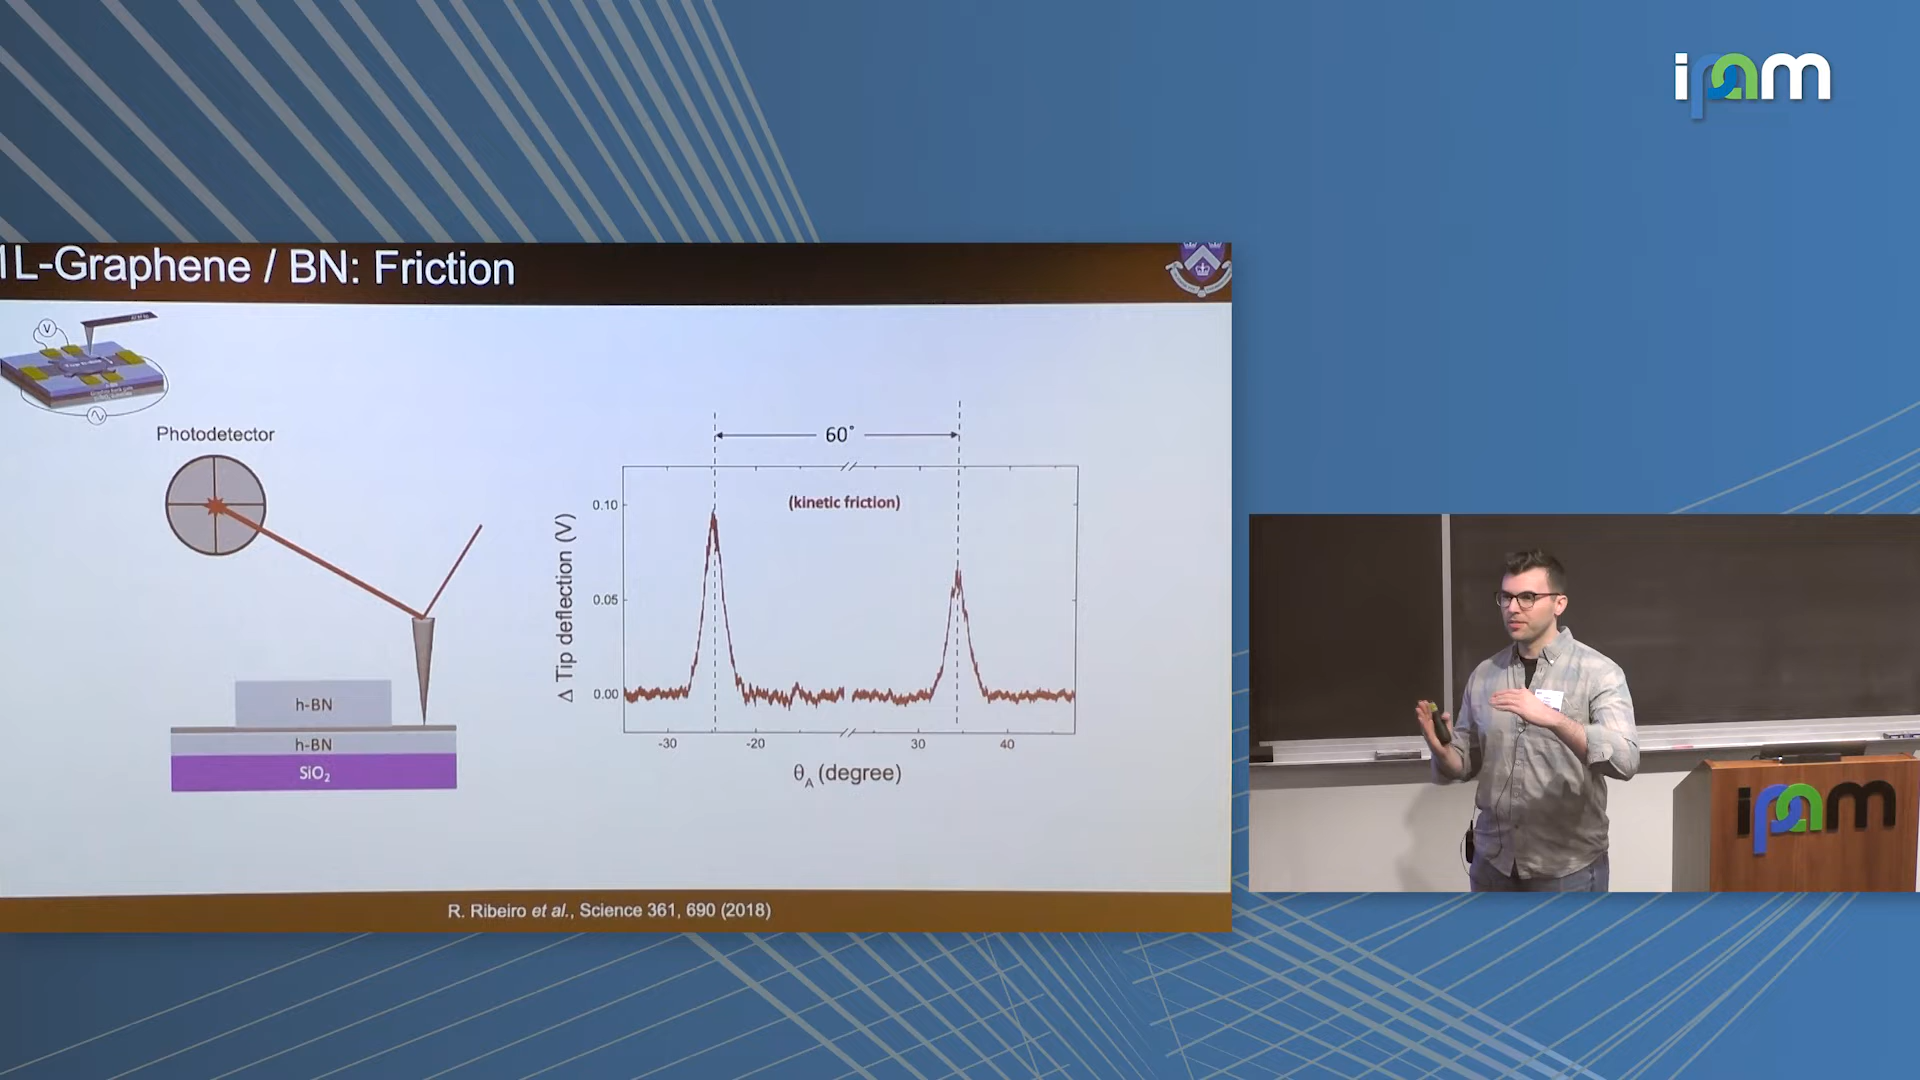 ipam
1L-Graphene / BN: Friction
V
Photodetector
60°
(kinetic friction)
0.10
0.05
0.00
Δ Tip deflection (V)
-30
-20
30
40
θA (degree)
h-BN
h-BN
SiO2
R. Ribeiro et al., Science 361, 690 (2018)
ipam